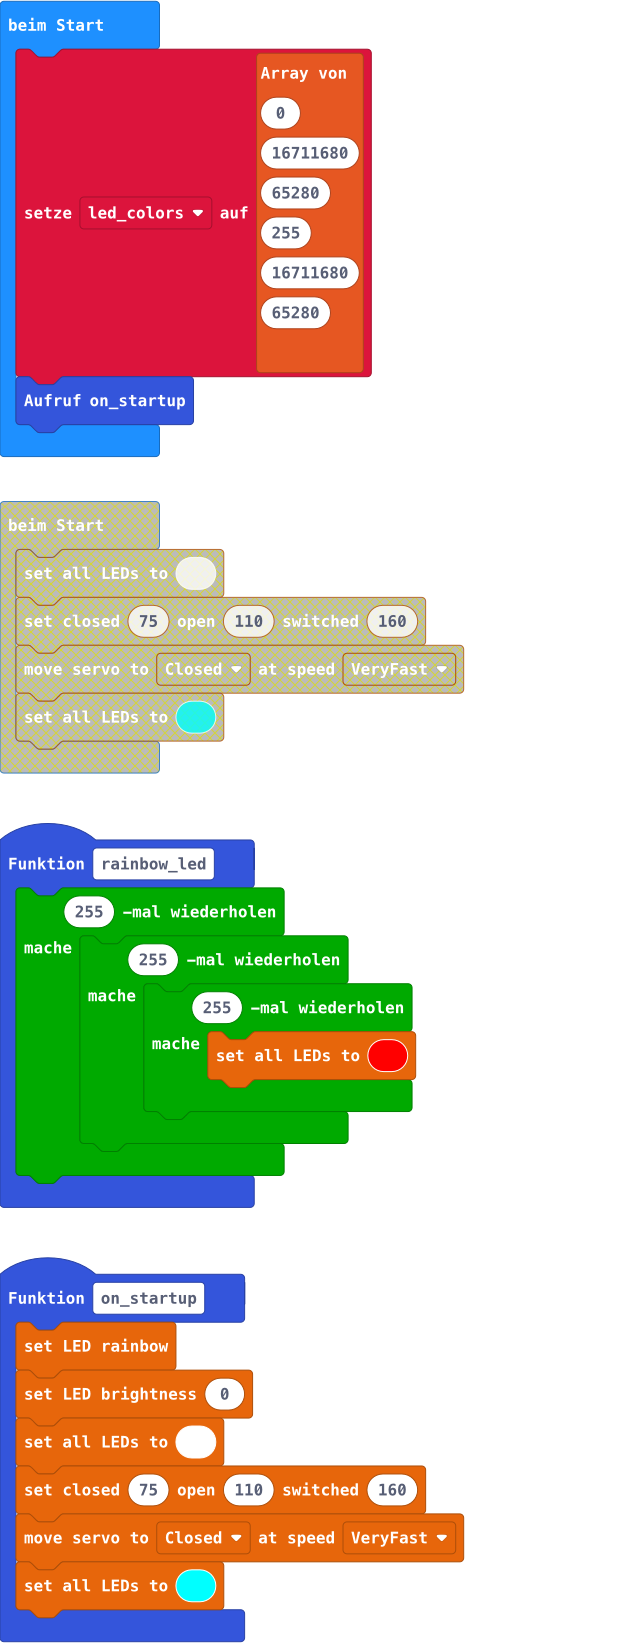 beim Start
Array von
0
16711680
65280
setze led_colors auf
255
16711680
65280
Aufruf on_startup
beim Start
set all LEDs to
set closed 75 open 110 switched 160
move servo to Closed at speed VeryFast
set all LEDs to
Funktion rainbow_led
255 -mal wiederholen
mache
255 -mal wiederholen
mache
255 -mal wiederholen
mache
set all LEDs to
Funktion on_startup
set LED rainbow
set LED brightness 0
set all LEDs to
set closed 75 open 110 switched 160
move servo to Closed at speed VeryFast
set all LEDs to